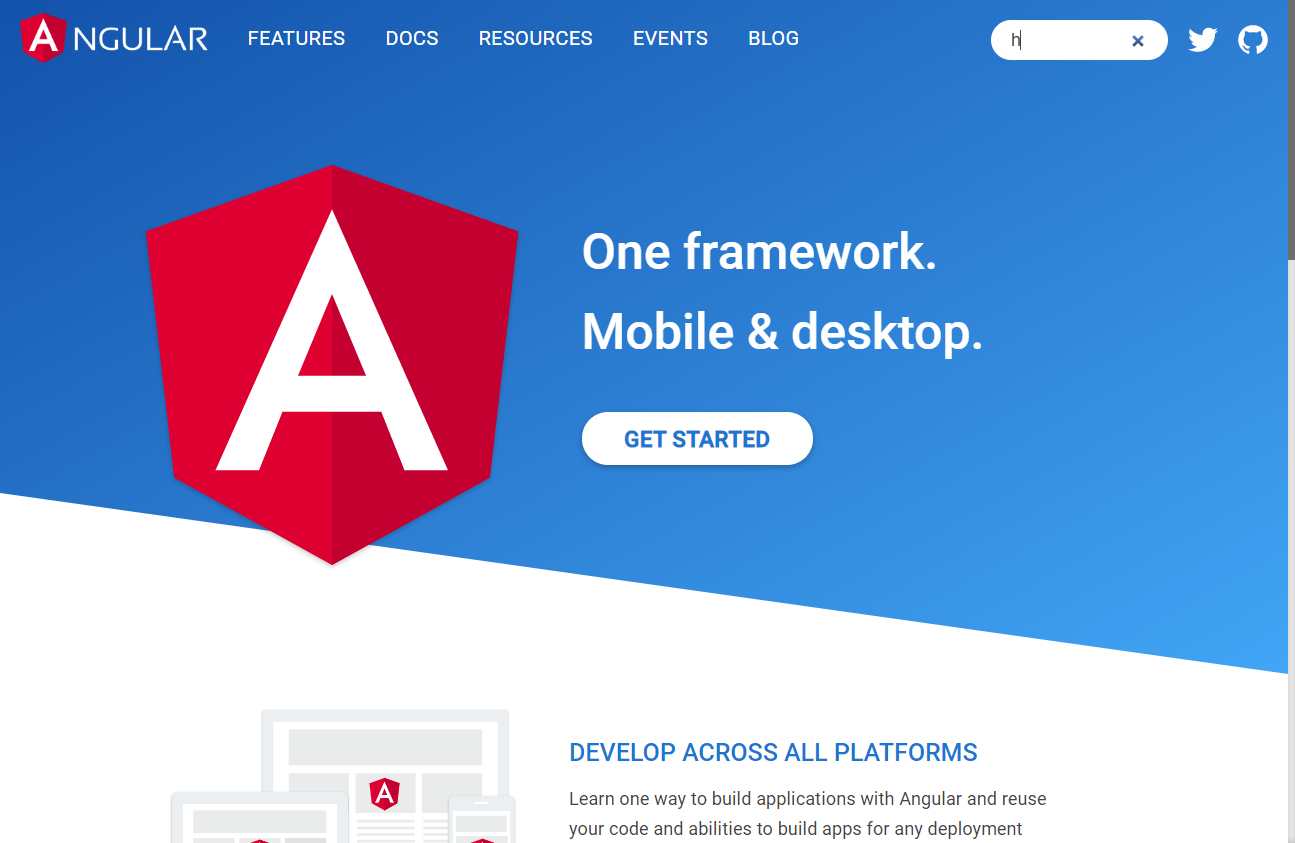 ANGULAR FEATURES DOCS RESOURCES EVENTS BLOG h ×
A
One framework.
Mobile & desktop.
GET STARTED
DEVELOP ACROSS ALL PLATFORMS
A
Learn one way to build applications with Angular and reuse
your code and abilities to build apps for any deployment